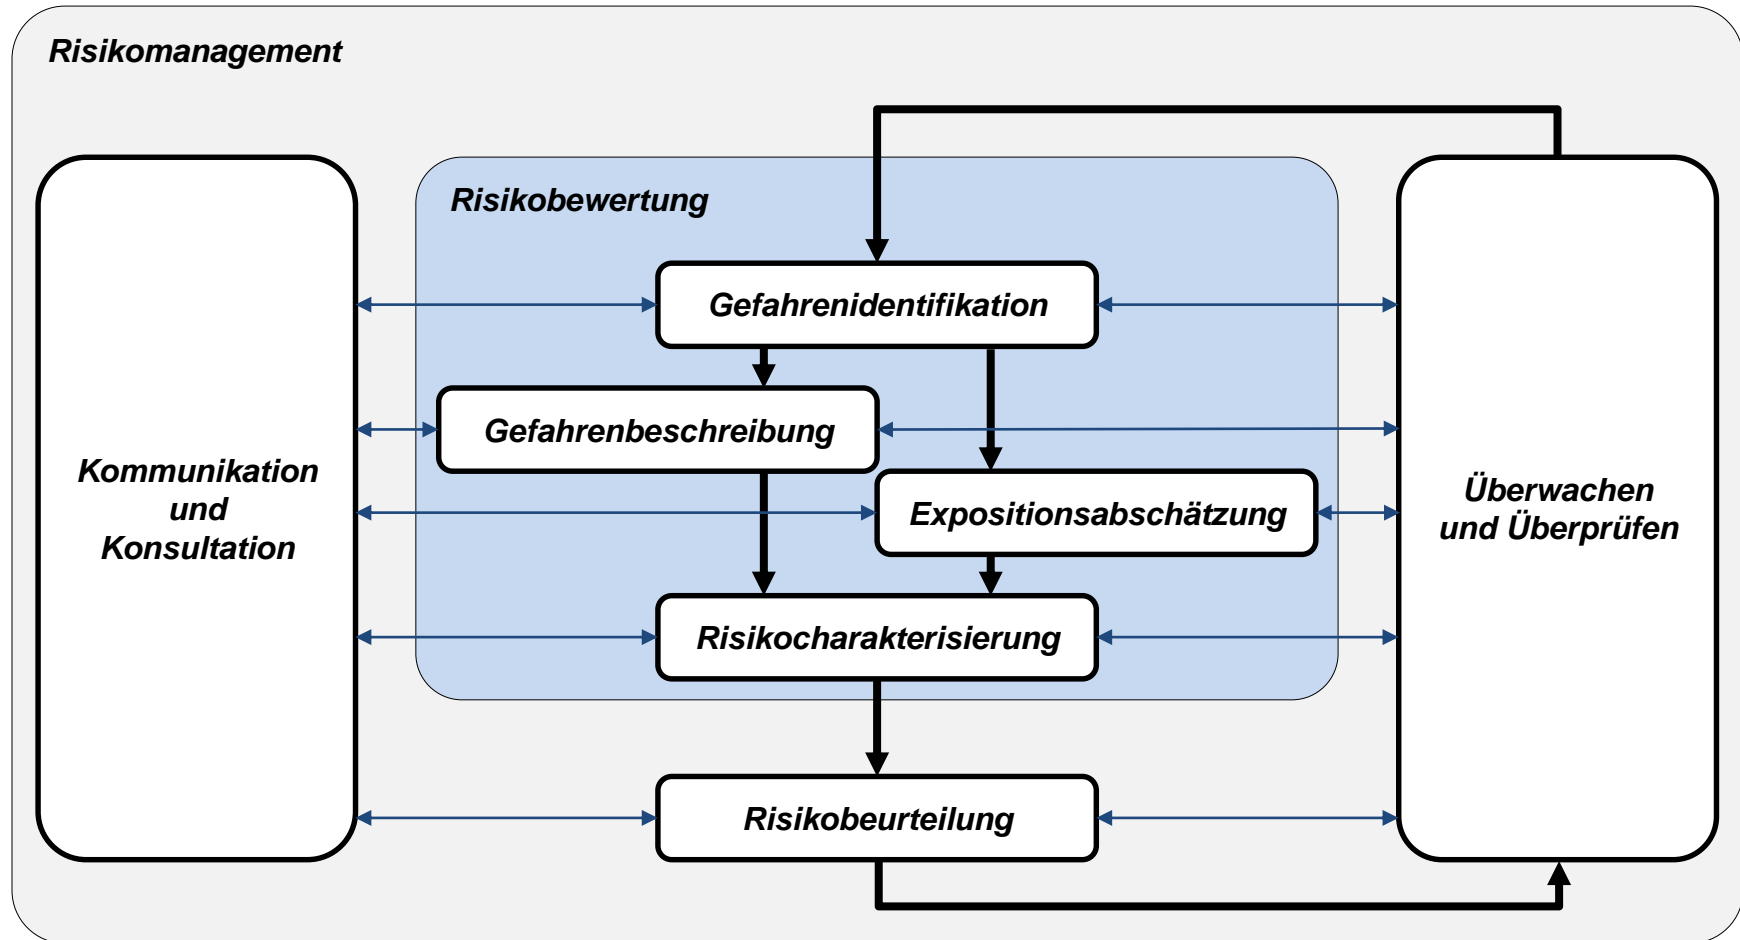 Risikomanagement
Risikobewertung
Gefahrenidentifikation
Gefahrenbeschreibung
Kommunikation
und
Konsultation
Expositionsabschätzung
Überwachen
und Überprüfen
Risikocharakterisierung
Risikobeurteilung